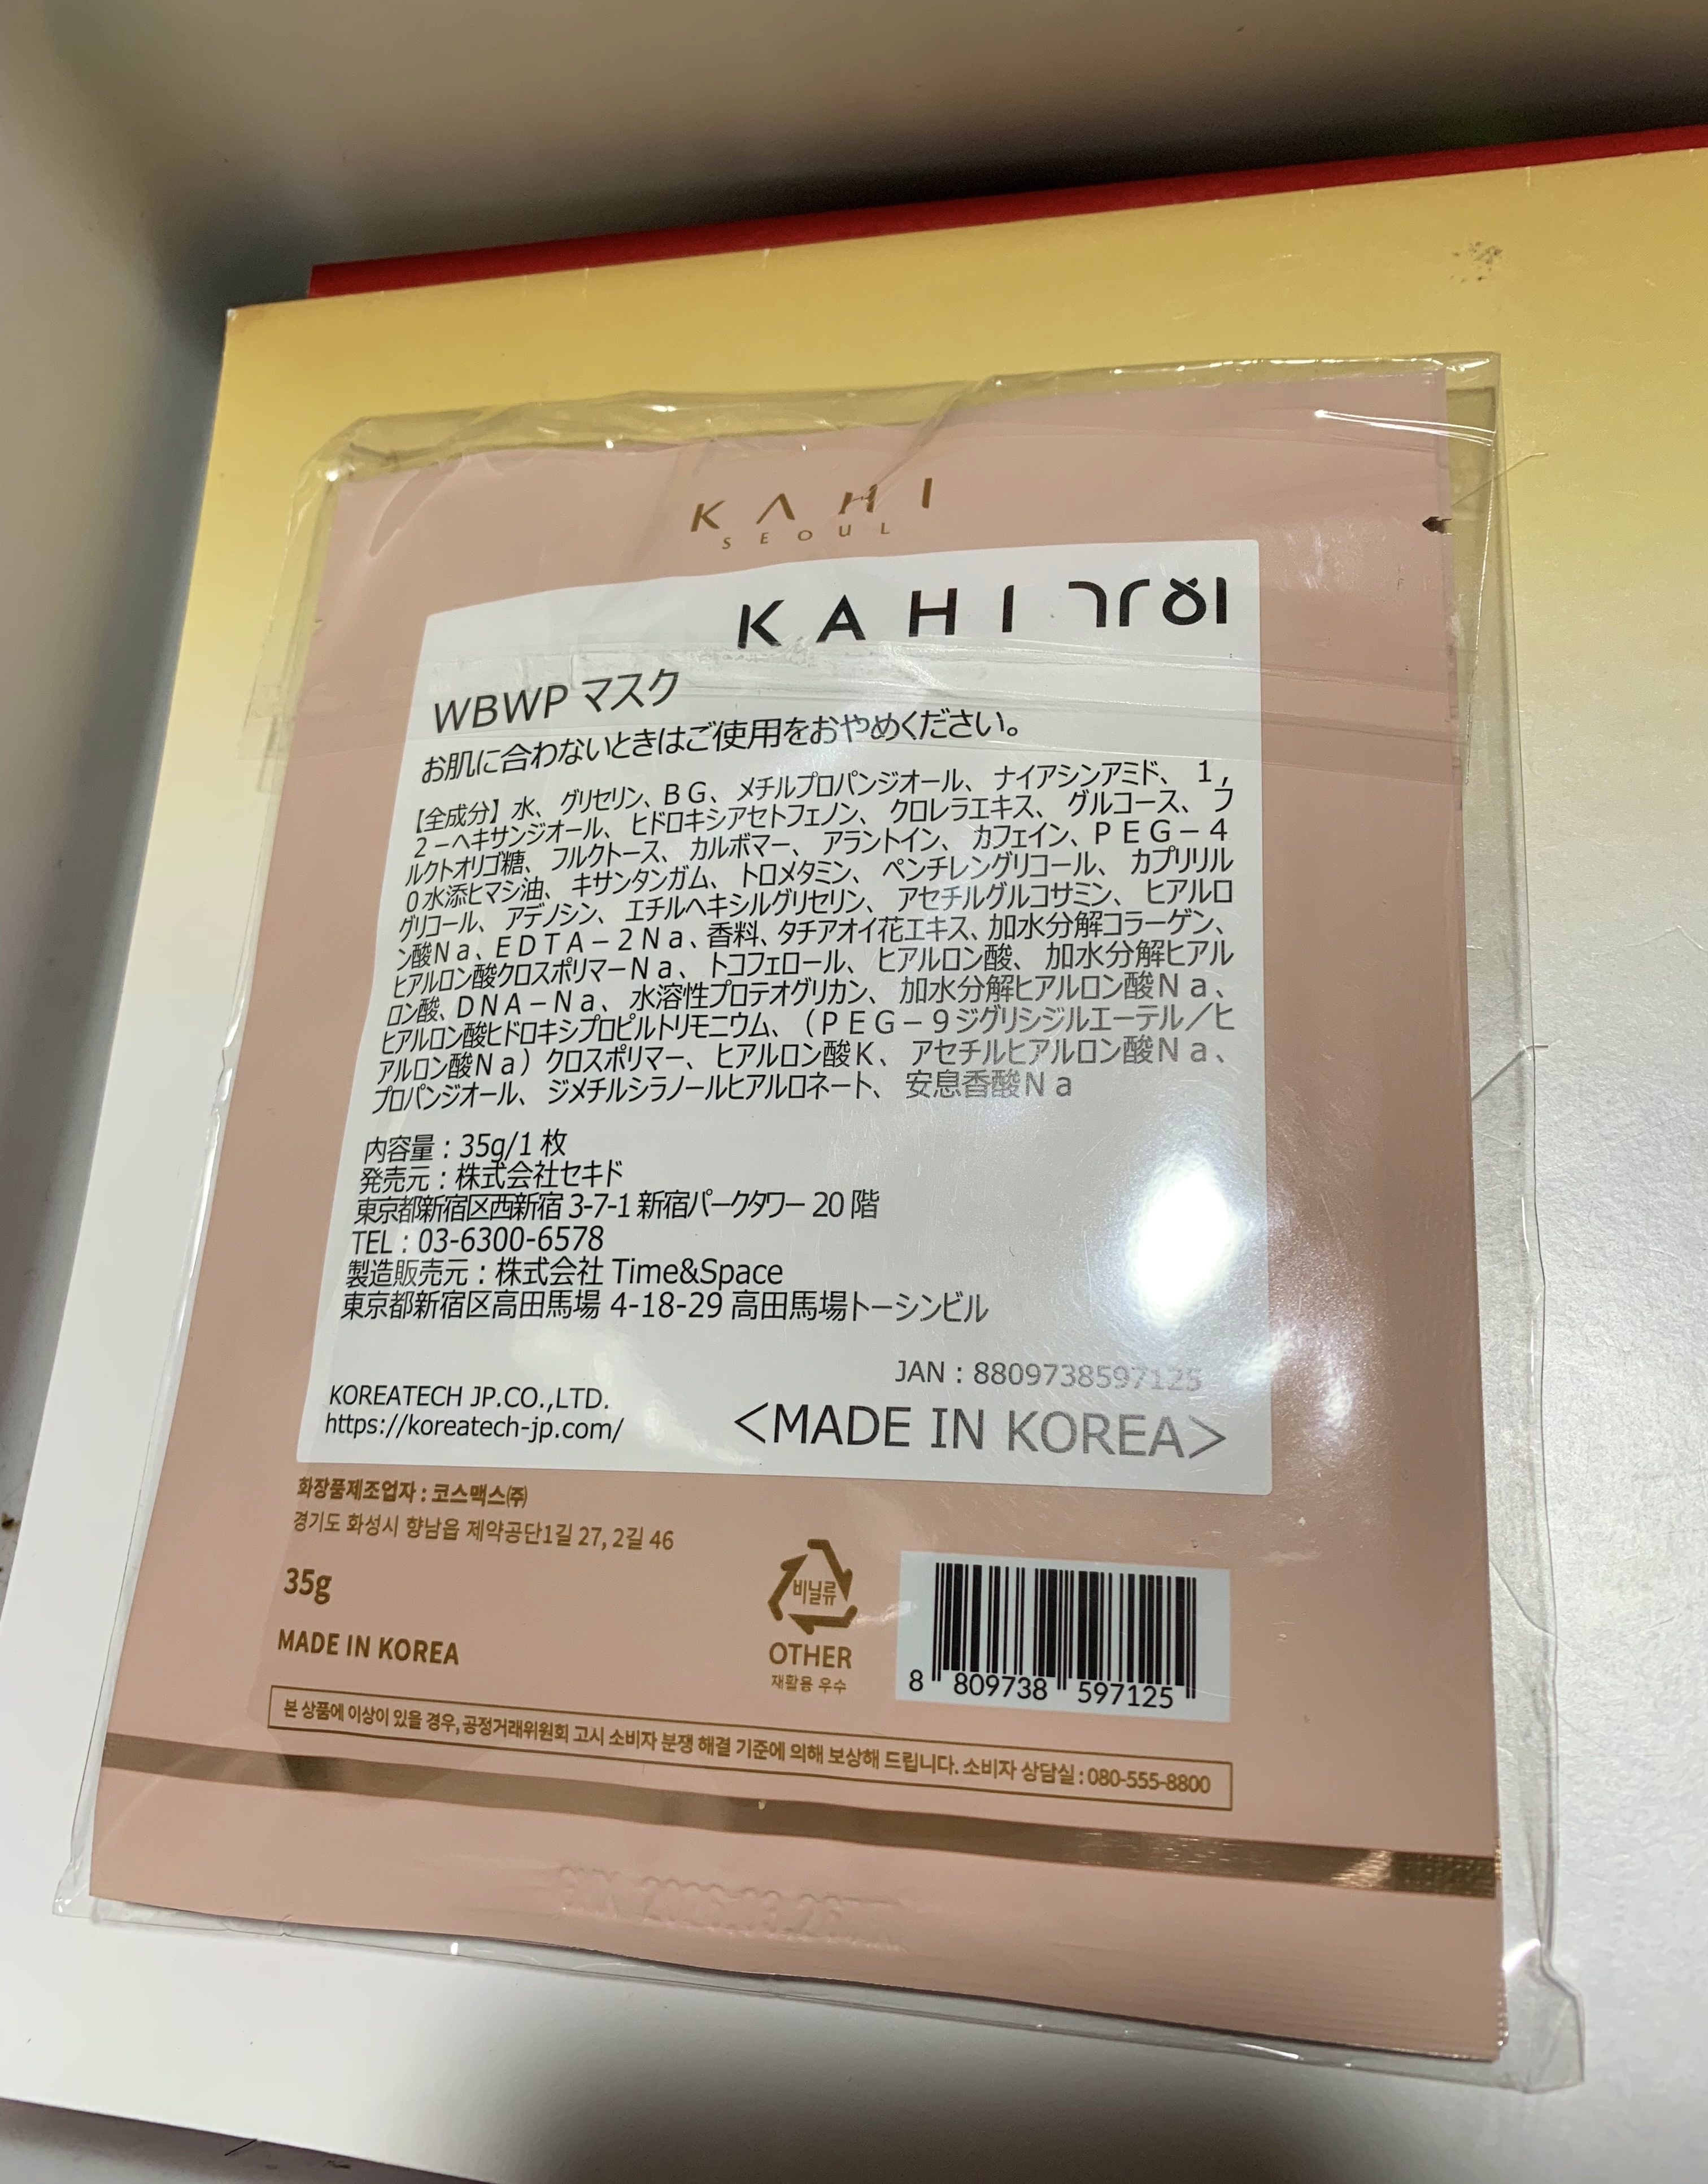 KAHI
SEOUL
KAHI 가히
WBWP マスク
お肌に合わないときはご使用をおやめください。
【全成分】水、グリセリン、ＢＧ、メチルプロパンジオール、ナイアシンアミド、１，
２－ヘキサンジオール、ヒドロキシアセトフェノン、クロレラエキス、グルコース、フ
ルクトオリゴ糖、フルクトース、カルボマー、アラントイン、カフェイン、ＰＥＧ－４
０水添ヒマシ油、キサンタンガム、トロメタミン、ペンチレングリコール、カプリリル
グリコール、アデノシン、エチルヘキシルグリセリン、アセチルグルコサミン、ヒアルロ
ン酸Ｎａ、ＥＤＴＡ－２Ｎａ、香料、タチアオイ花エキス、加水分解コラーゲン、
ヒアルロン酸クロスポリマーＮａ、トコフェロール、ヒアルロン酸、加水分解ヒアル
ロン酸、ＤＮＡ－Ｎａ、水溶性プロテオグリカン、加水分解ヒアルロン酸Ｎａ、
ヒアルロン酸ヒドロキシプロピルトリモニウム、（ＰＥＧ－９ジグリシジルエーテル／ヒ
アルロン酸Ｎａ）クロスポリマー、ヒアルロン酸Ｋ、アセチルヒアルロン酸Ｎａ、
プロパンジオール、ジメチルシラノールヒアルロネート、安息香酸Ｎａ
内容量：35g/1 枚
発売元：株式会社セキド
東京都新宿区西新宿 3-7-1 新宿パークタワー 20 階
TEL：03-6300-6578
製造販売元：株式会社 Time&Space
東京都新宿区高田馬場 4-18-29 高田馬場トーシンビル
JAN：8809738597125
KOREATECH JP.CO.,LTD.
https://koreatech-jp.com/
<MADE IN KOREA>
화장품제조업자 : 코스맥스㈜
경기도 화성시 향남읍 제약공단1길 27, 2길 46
35g
MADE IN KOREA
비닐류
OTHER
재활용 우수
8 809738 597125
본 상품에 이상이 있을 경우, 공정거래위원회 고시 소비자 분쟁 해결 기준에 의해 보상해 드립니다. 소비자 상담실 : 080-555-8800